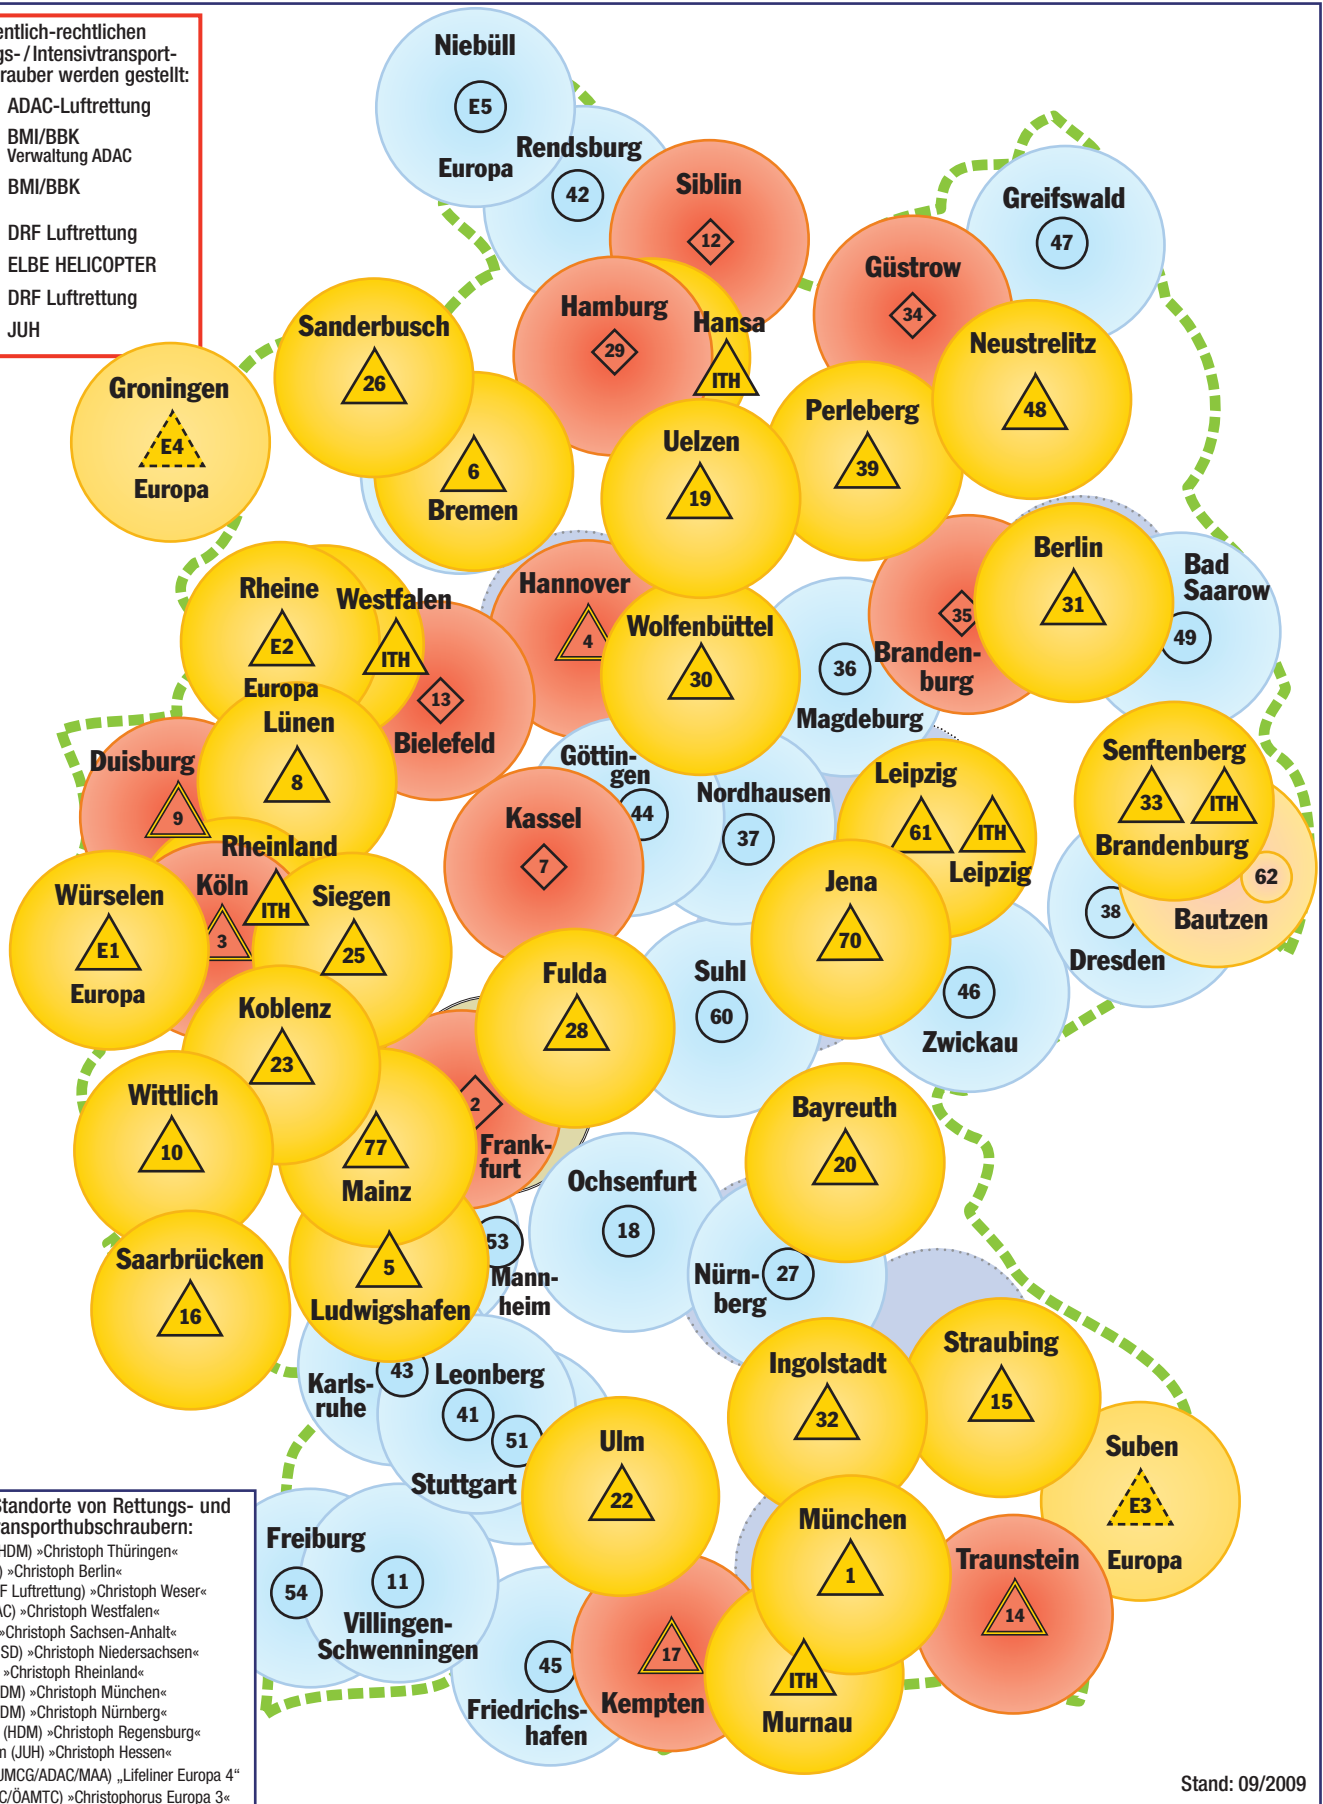 entlich-rechtlichen
gs- / Intensivtransport-
rauber werden gestellt:
ADAC-Luftrettung
BMI/BBK
Verwaltung ADAC
BMI/BBK
DRF Luftrettung
ELBE HELICOPTER
DRF Luftrettung
JUH
Niebüll
E5
Europa
Rendsburg
42
Siblin
12
Greifswald
47
Güstrow
34
Hamburg
29
Hansa
ITH
Sanderbusch
26
Neustrelitz
48
Groningen
E4
Europa
Perleberg
39
Uelzen
19
6
Bremen
Berlin
31
Bad
Saarow
49
Hannover
4
Rheine
E2
Europa
Westfalen
ITH
Wolfenbüttel
30
35
Branden-
burg
36
Magdeburg
13
Bielefeld
Lünen
8
Duisburg
9
Göttin-
gen
44
Nordhausen
37
Leipzig
61
ITH
Leipzig
Senftenberg
33
ITH
Brandenburg
62
Bautzen
Kassel
7
Rheinland
ITH
Köln
3
Siegen
25
Würselen
E1
Europa
Jena
70
38
Dresden
Fulda
28
Suhl
60
46
Zwickau
Koblenz
23
Wittlich
10
2
Frank-
furt
77
Mainz
Bayreuth
20
Ochsenfurt
18
53
Mann-
heim
Nürn-
berg
27
Saarbrücken
16
5
Ludwigshafen
Straubing
15
Ingolstadt
32
43
Karls-
ruhe
Leonberg
41
51
Stuttgart
Ulm
22
Suben
E3
Europa
München
1
Traunstein
14
Freiburg
54
11
Villingen-
Schwenningen
45
Friedrichs-
hafen
17
Kempten
ITH
Murnau
Standorte von Rettungs- und
ransporthubschraubern:
HDM) »Christoph Thüringen«
) »Christoph Berlin«
F Luftrettung) »Christoph Weser«
AC) »Christoph Westfalen«
»Christoph Sachsen-Anhalt«
SD) »Christoph Niedersachsen«
»Christoph Rheinland«
DM) »Christoph München«
DM) »Christoph Nürnberg«
(HDM) »Christoph Regensburg«
n (JUH) »Christoph Hessen«
UMCG/ADAC/MAA) „Lifeliner Europa 4“
C/ÖAMTC) »Christophorus Europa 3«
Stand: 09/2009